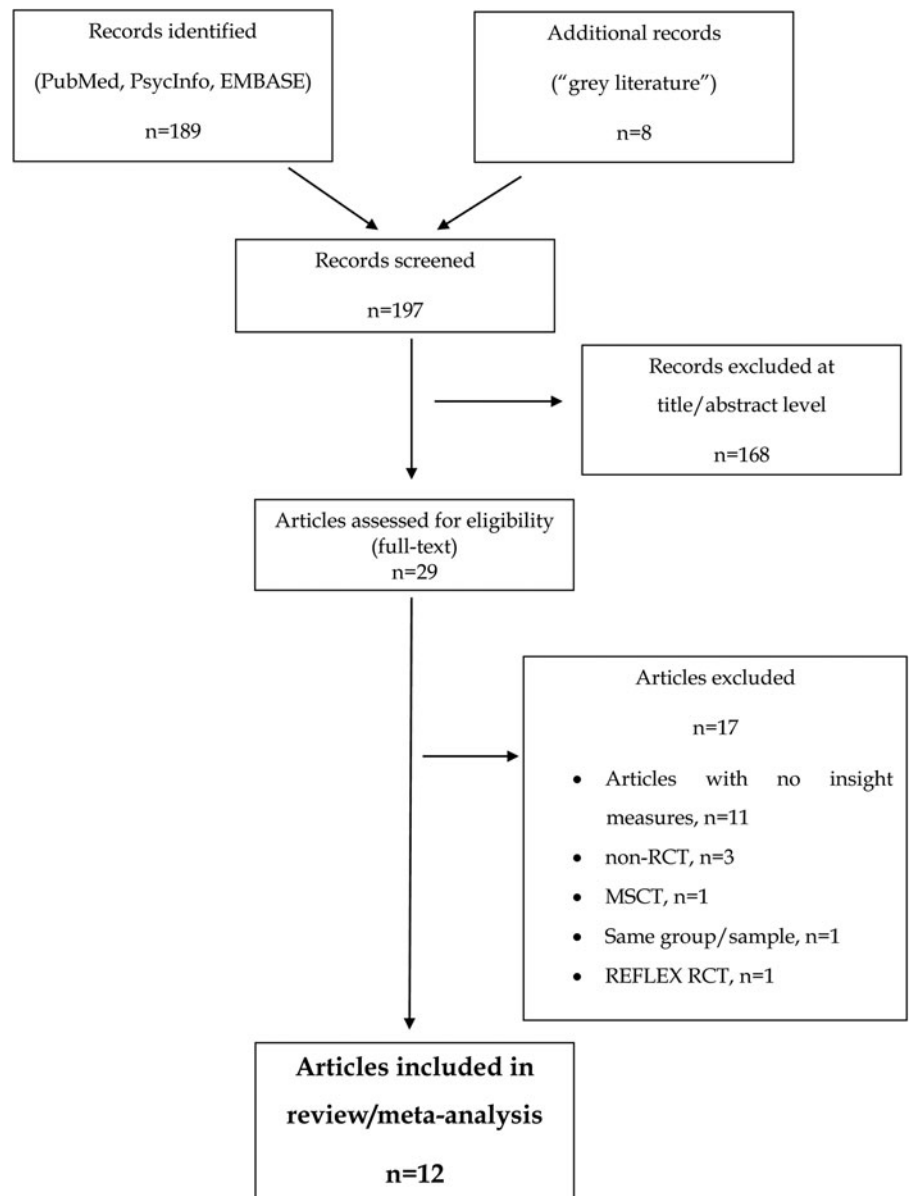 Records identified
(PubMed, PsycInfo, EMBASE)
n=189
Additional records
(“grey literature”)
n=8
Records screened
n=197
Records excluded at
title/abstract level
n=168
Articles assessed for eligibility
(full-text)
n=29
Articles excluded
n=17
• Articles with no insight
measures, n=11
• non-RCT, n=3
• MSCT, n=1
• Same group/sample, n=1
• REFLEX RCT, n=1
Articles included in
review/meta-analysis
n=12